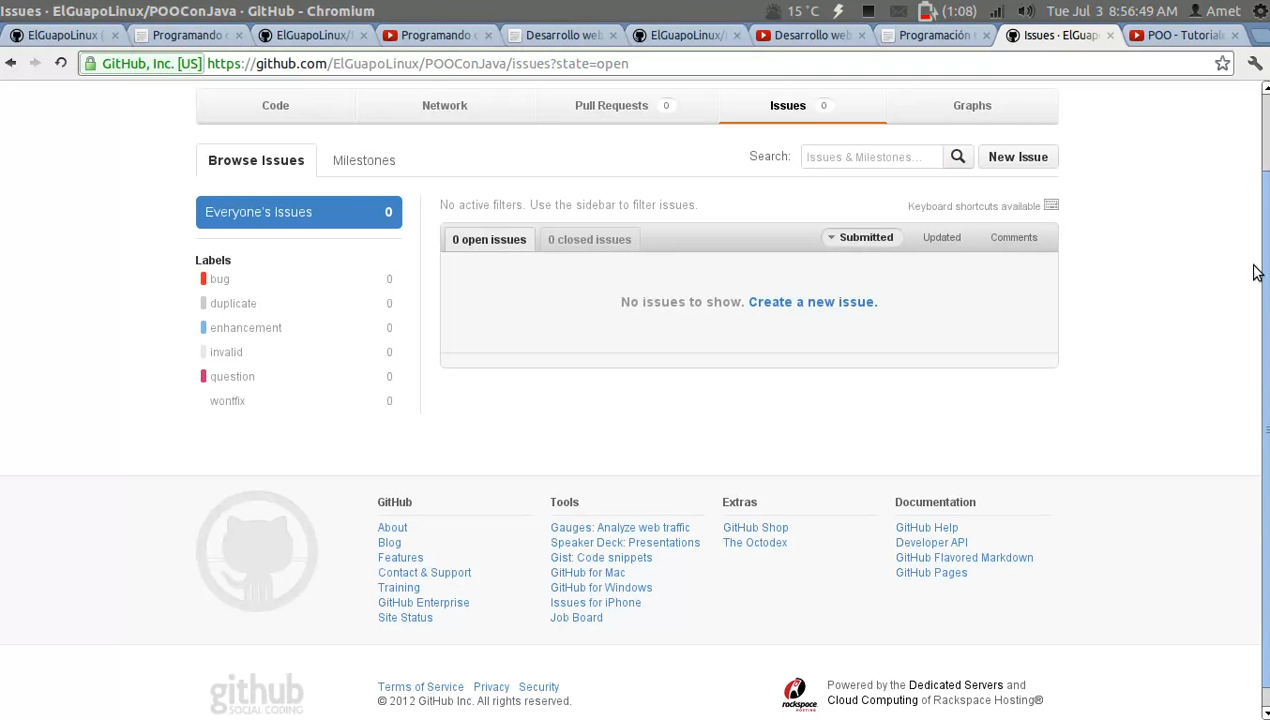 Issues · ElGuapoLinux/POOConJava · GitHub - Chromium
15 °C (1:08) Tue Jul 3 8:56:49 AM Amet
ElGuapoLinux ( Programando c ElGuapoLinux/ Programando c Desarrollo web ElGuapoLinux/ Desarrollo web Programación Issues · ElGuapo POO - Tutoriale
GitHub, Inc. [US] https://github.com/ElGuapoLinux/POOConJava/issues?state=open
Code Network Pull Requests 0 Issues 0 Graphs
Browse Issues Milestones Search: Issues & Milestones... New Issue
Everyone's Issues 0
No active filters. Use the sidebar to filter issues. Keyboard shortcuts available
0 open issues 0 closed issues Submitted Updated Comments
Labels
bug 0
duplicate 0
enhancement 0
invalid 0
question 0
wontfix 0
No issues to show. Create a new issue.
GitHub
About
Blog
Features
Contact & Support
Training
GitHub Enterprise
Site Status
Tools
Gauges: Analyze web traffic
Speaker Deck: Presentations
Gist: Code snippets
GitHub for Mac
GitHub for Windows
Issues for iPhone
Job Board
Extras
GitHub Shop
The Octodex
Documentation
GitHub Help
Developer API
GitHub Flavored Markdown
GitHub Pages
github
SOCIAL CODING
Terms of Service Privacy Security
© 2012 GitHub Inc. All rights reserved.
rackspace
HOSTING
Powered by the Dedicated Servers and
Cloud Computing of Rackspace Hosting®